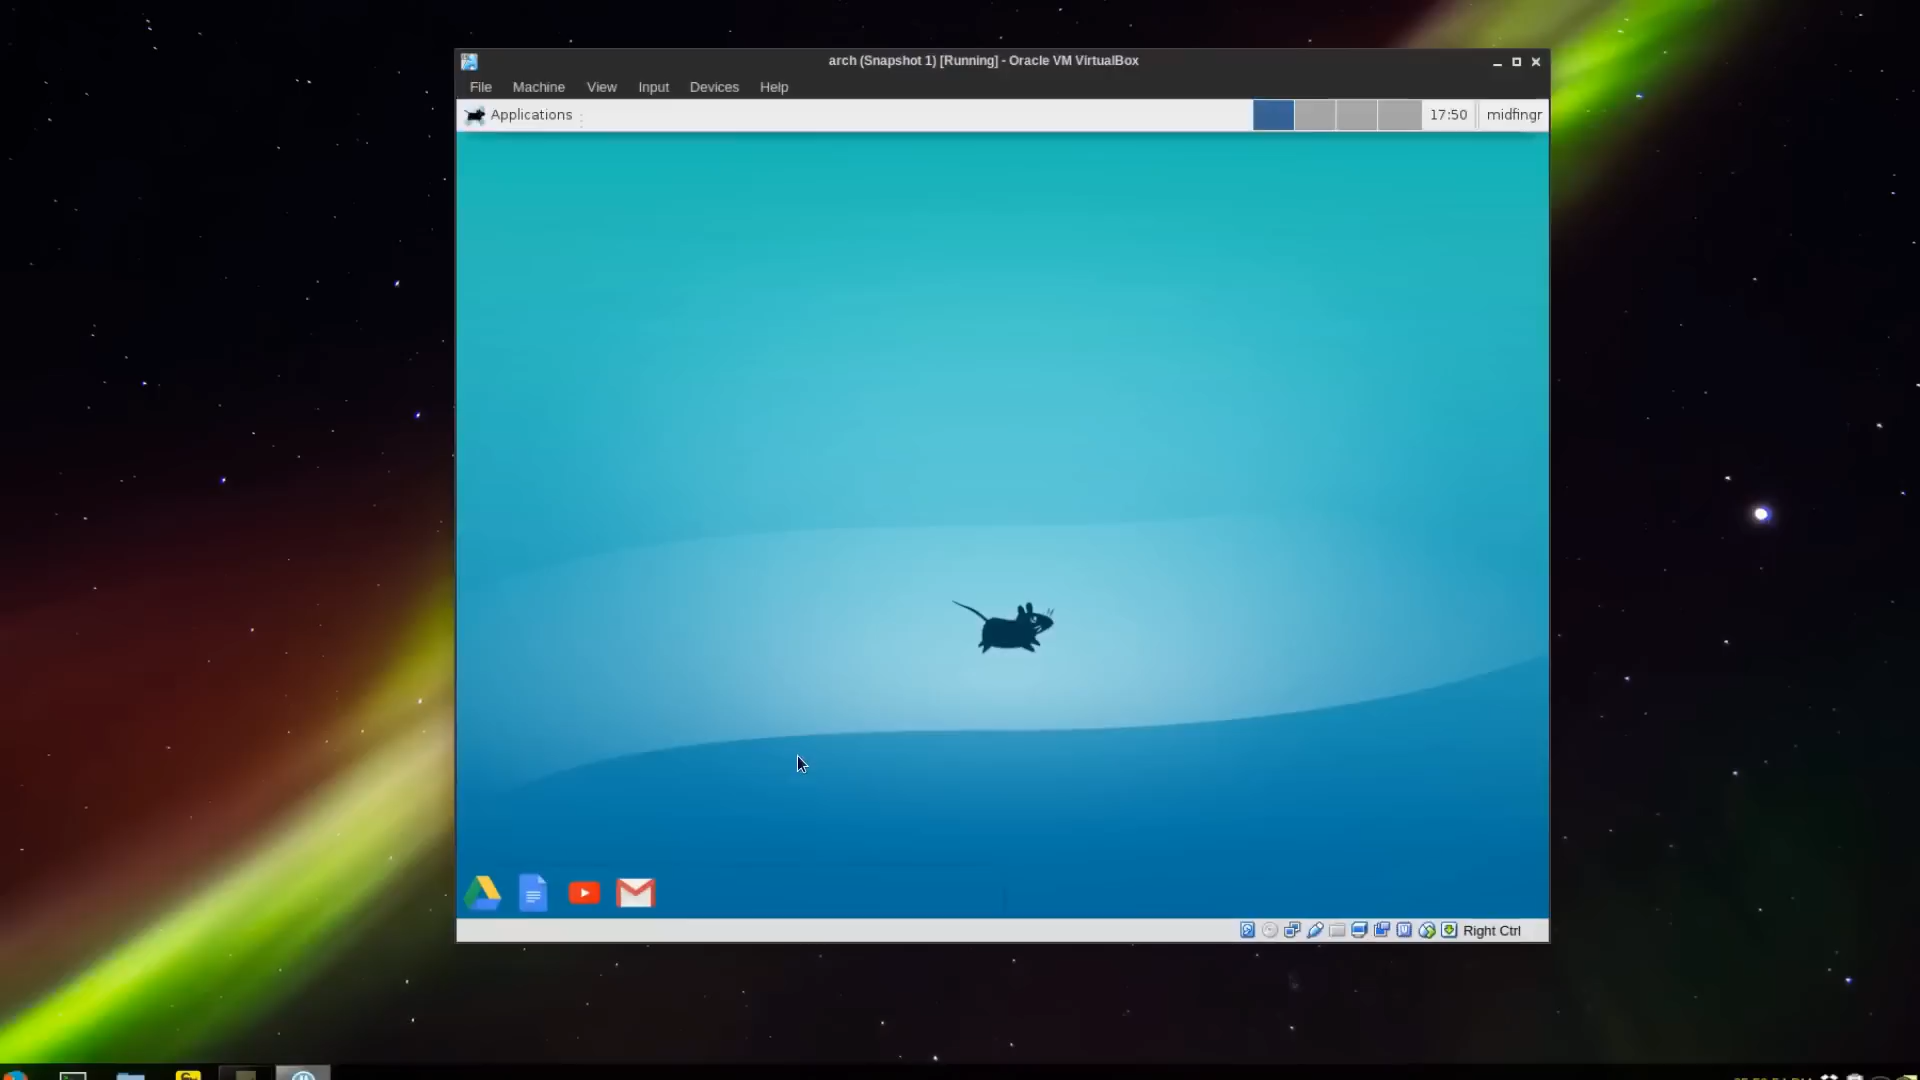 arch (Snapshot 1) [Running] - Oracle VM VirtualBox
File Machine View Input Devices Help
Applications 17:50 midfingr
Right Ctrl